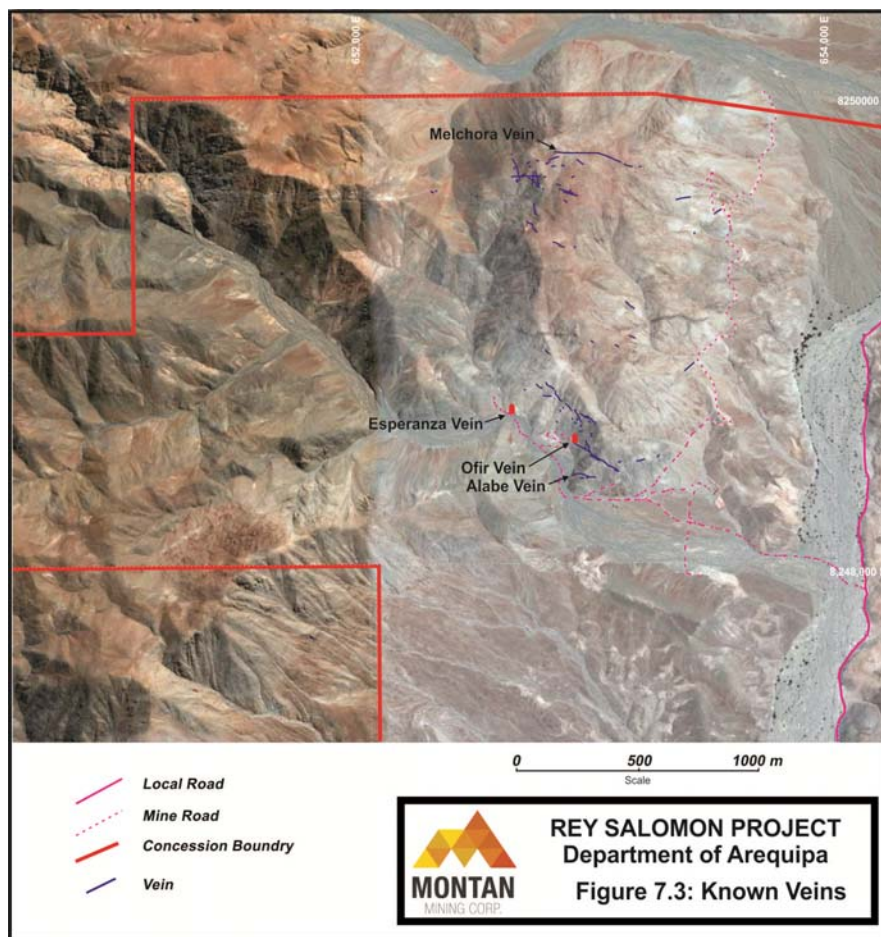 652,000 E
654,000 E
8250000
Melchora Vein
Esperanza Vein
Ofir Vein
Alabe Vein
8,248,000
0 500 1000 m
Scale
Local Road
Mine Road
Concession Boundry
Vein
MONTAN
MINING CORP.
REY SALOMON PROJECT
Department of Arequipa
Figure 7.3: Known Veins